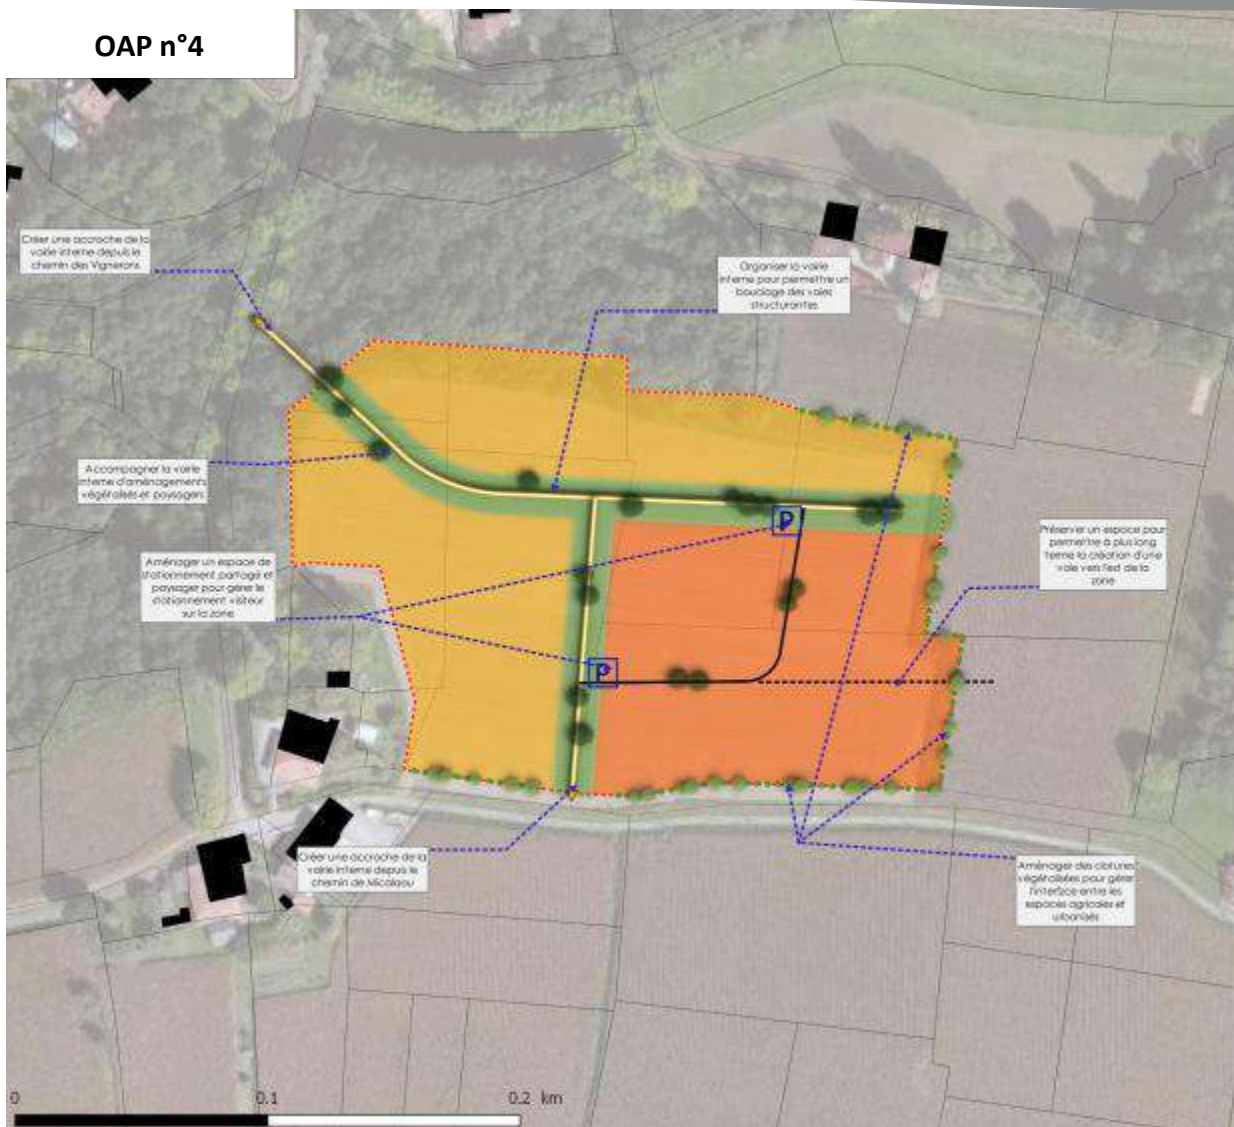 OAP n°4
Créer une accroche de la
voirie interne depuis le
chemin des Vignerons
Organiser la voirie
interne pour permettre un
bouclage des voies
structurantes
Accompagner la voirie
interne d'aménagements
végétalisés et paysagers
Préserver un espace pour
permettre à plus long
terme la création d'une
voie vers l'est de la
zone
Aménager un espace de
stationnement partagé et
paysager pour gérer le
stationnement visiteur
sur la zone
P
P
Créer une accroche de la
voirie interne depuis le
chemin de Micalaou
Aménager des clôtures
végétalisées pour gérer
l'interface entre les
espaces agricoles et
urbanisés
0 0.1 0.2 km